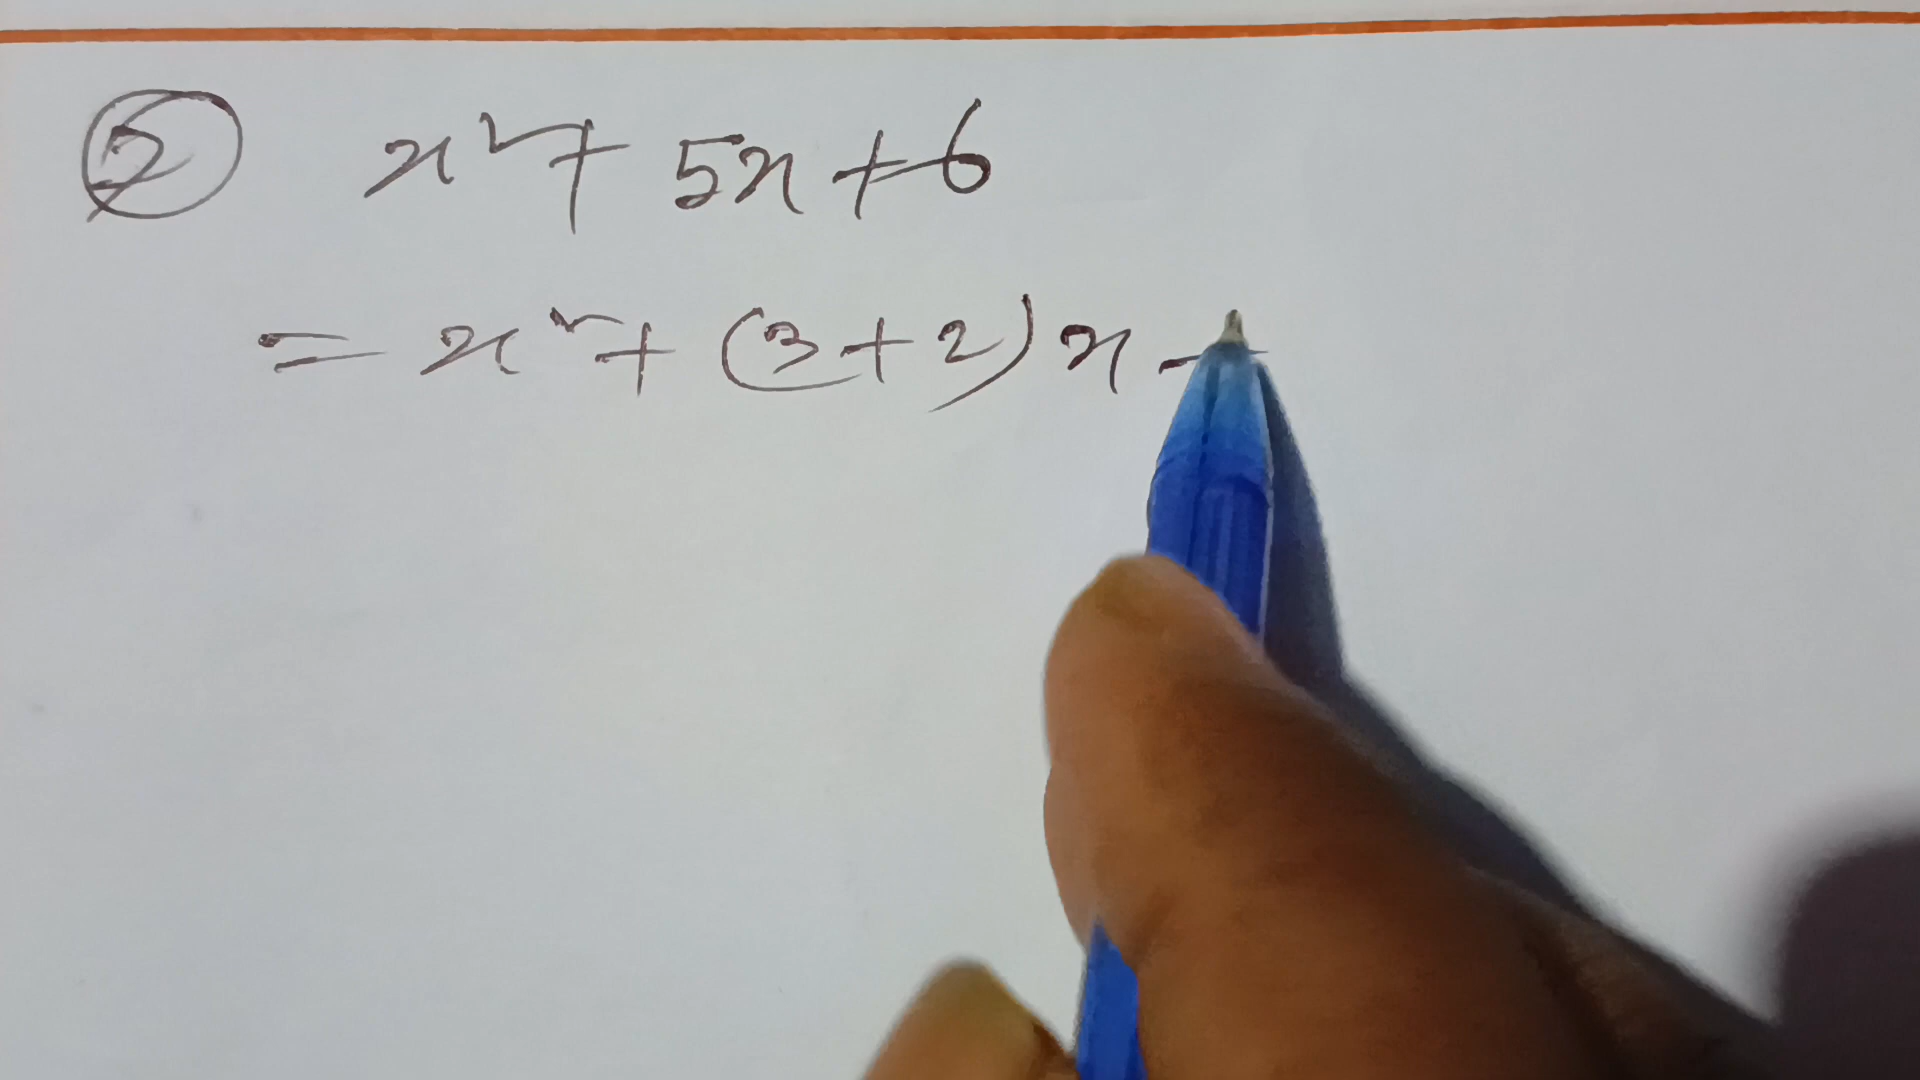 ② x² + 5x + 6
= x² + (3+2)x +